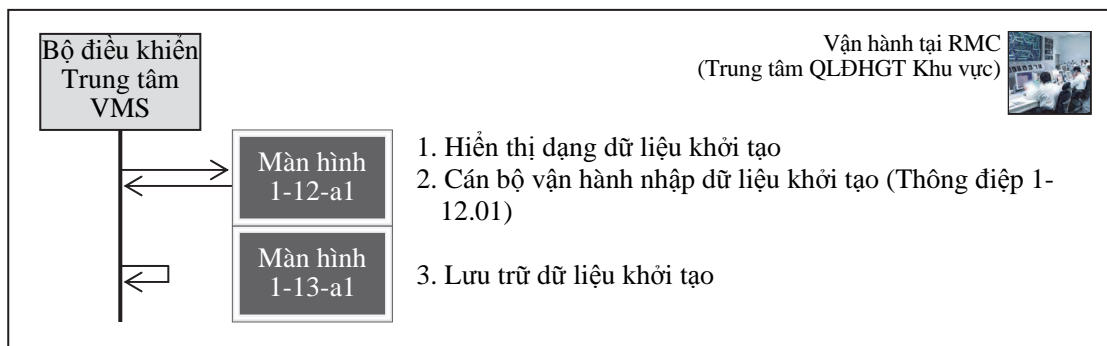 Bộ điều khiển
Trung tâm
VMS
Vận hành tại RMC
(Trung tâm QLĐHGT Khu vực)
Màn hình
1-12-a1
1. Hiển thị dạng dữ liệu khởi tạo
2. Cán bộ vận hành nhập dữ liệu khởi tạo (Thông điệp 1-
12.01)
Màn hình
1-13-a1
3. Lưu trữ dữ liệu khởi tạo